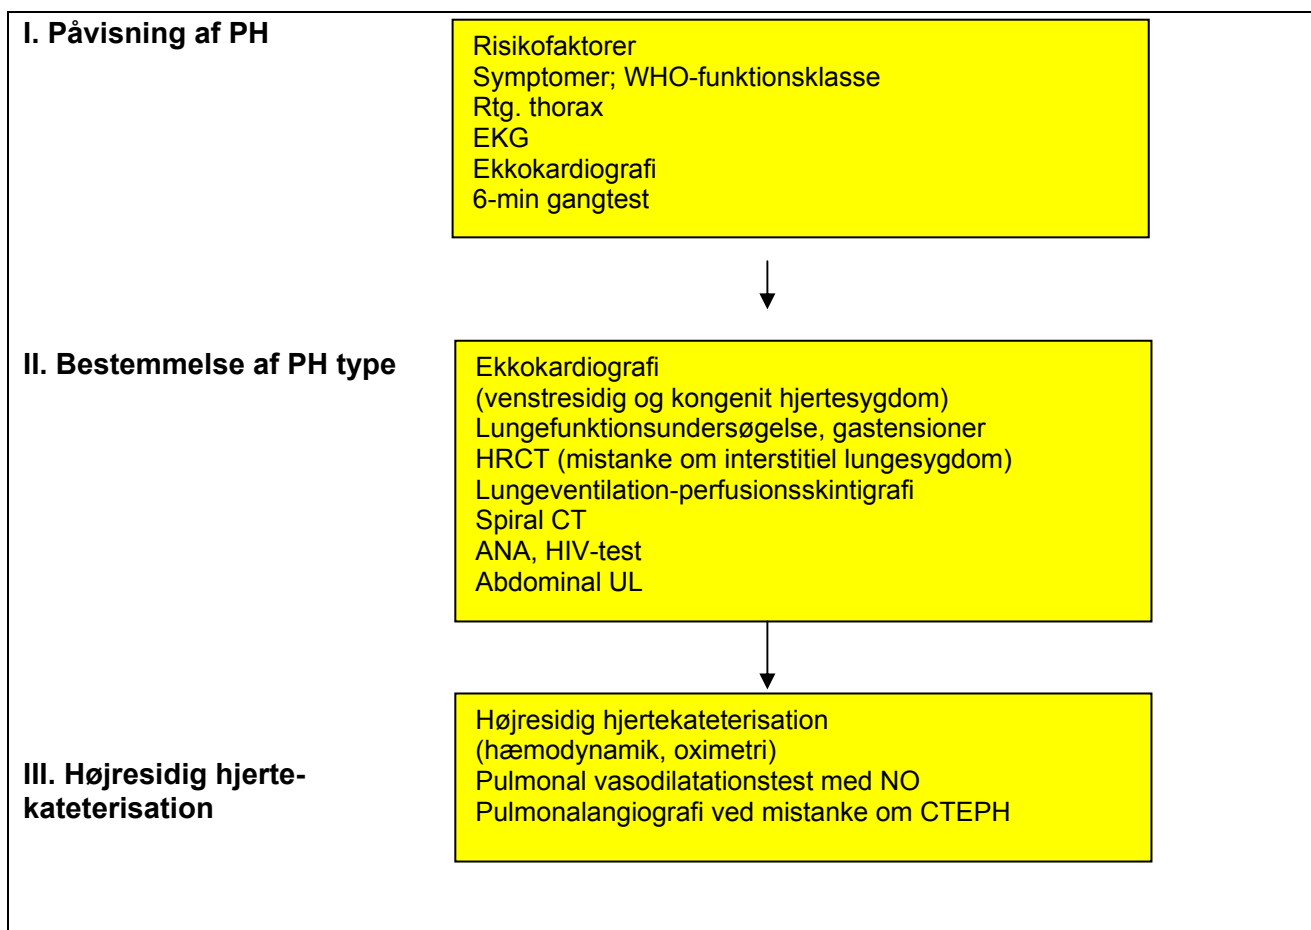 I. Påvisning af PH
Risikofaktorer
Symptomer; WHO-funktionsklasse
Rtg. thorax
EKG
Ekkokardiografi
6-min gangtest
II. Bestemmelse af PH type
Ekkokardiografi
(venstresidig og kongenit hjertesygdom)
Lungefunktionsundersøgelse, gastensioner
HRCT (mistanke om interstitiel lungesygdom)
Lungeventilation-perfusionsskintigrafi
Spiral CT
ANA, HIV-test
Abdominal UL
III. Højresidig hjerte-
kateterisation
Højresidig hjertekateterisation
(hæmodynamik, oximetri)
Pulmonal vasodilatationstest med NO
Pulmonalangiografi ved mistanke om CTEPH